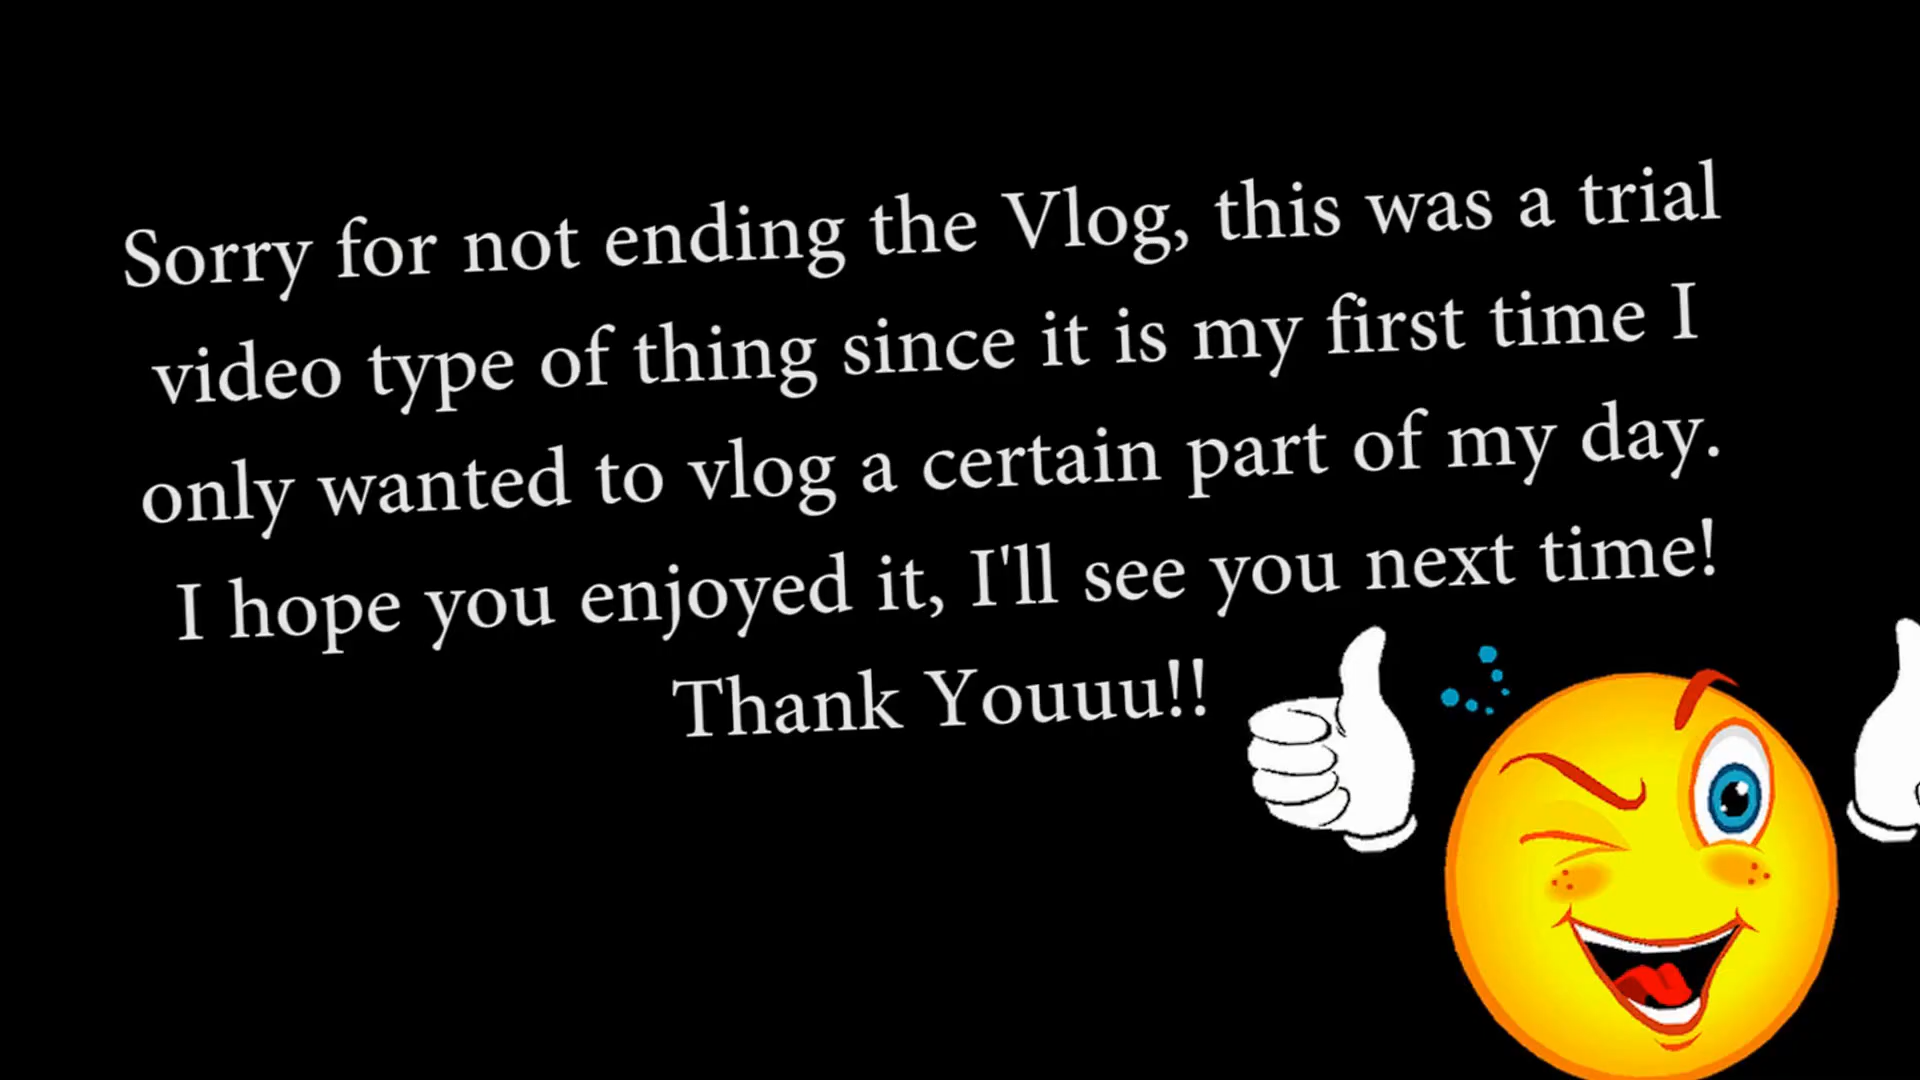 Sorry for not ending the Vlog, this was a trial
video type of thing since it is my first time I
only wanted to vlog a certain part of my day.
I hope you enjoyed it, I'll see you next time!
Thank Youuu!!